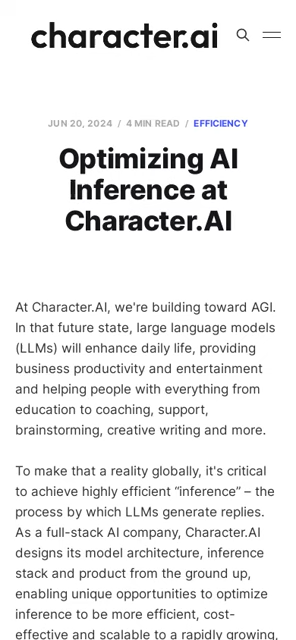 character.ai
JUN 20, 2024 / 4 MIN READ / EFFICIENCY
Optimizing AI
Inference at
Character.AI
At Character.AI, we're building toward AGI.
In that future state, large language models
(LLMs) will enhance daily life, providing
business productivity and entertainment
and helping people with everything from
education to coaching, support,
brainstorming, creative writing and more.
To make that a reality globally, it's critical
to achieve highly efficient “inference” – the
process by which LLMs generate replies.
As a full-stack AI company, Character.AI
designs its model architecture, inference
stack and product from the ground up,
enabling unique opportunities to optimize
inference to be more efficient, cost-
effective and scalable to a rapidly growing,